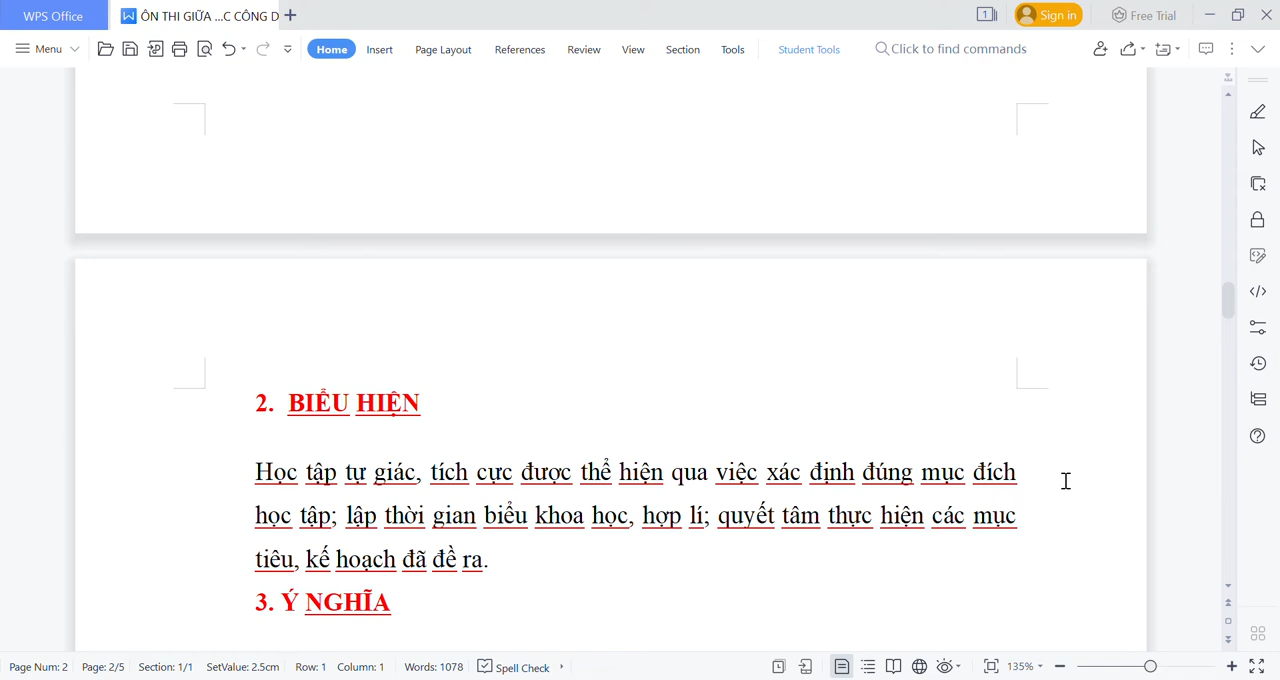 WPS Office
ÔN THI GIỮA ...C CÔNG D
Sign in
Free Trial
Menu
Home
Insert
Page Layout
References
Review
View
Section
Tools
Student Tools
Click to find commands
2. BIỂU HIỆN
Học tập tự giác, tích cực được thể hiện qua việc xác định đúng mục đích
học tập; lập thời gian biểu khoa học, hợp lí; quyết tâm thực hiện các mục
tiêu, kế hoạch đã đề ra.
3. Ý NGHĨA
Page Num: 2
Page: 2/5
Section: 1/1
SetValue: 2.5cm
Row: 1
Column: 1
Words: 1078
Spell Check
135%